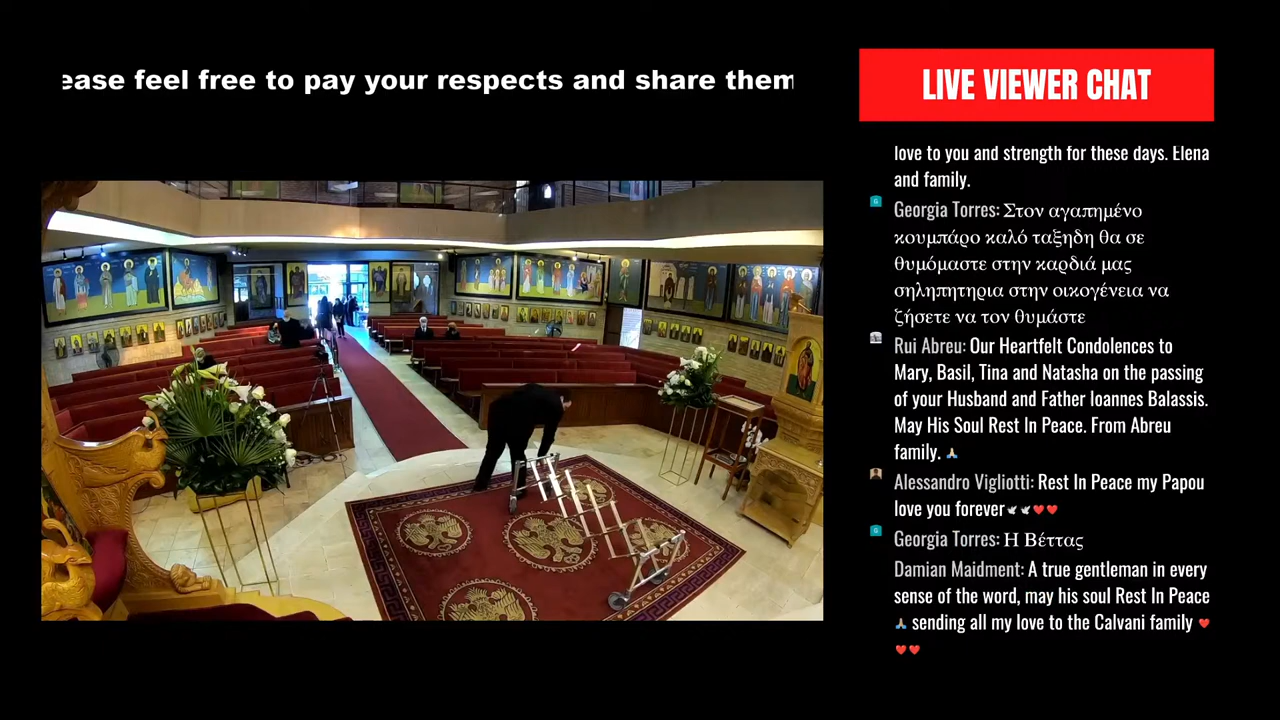 ease feel free to pay your respects and share them
LIVE VIEWER CHAT
love to you and strength for these days. Elena
and family.
Georgia Torres: Στον αγαπημένο
κουμπάρο καλό ταξηδη θα σε
θυμόμαστε στην καρδιά μας
σηληπητηρια στην οικογένεια να
ζήσετε να τον θυμάστε
Rui Abreu: Our Heartfelt Condolences to
Mary, Basil, Tina and Natasha on the passing
of your Husband and Father Ioannes Balassis.
May His Soul Rest In Peace. From Abreu
family. 🙏
Alessandro Vigliotti: Rest In Peace my Papou
love you forever🕊🕊❤️❤️
Georgia Torres: Η Βέττας
Damian Maidment: A true gentleman in every
sense of the word, may his soul Rest In Peace
🙏 sending all my love to the Calvani family ❤️
❤️❤️